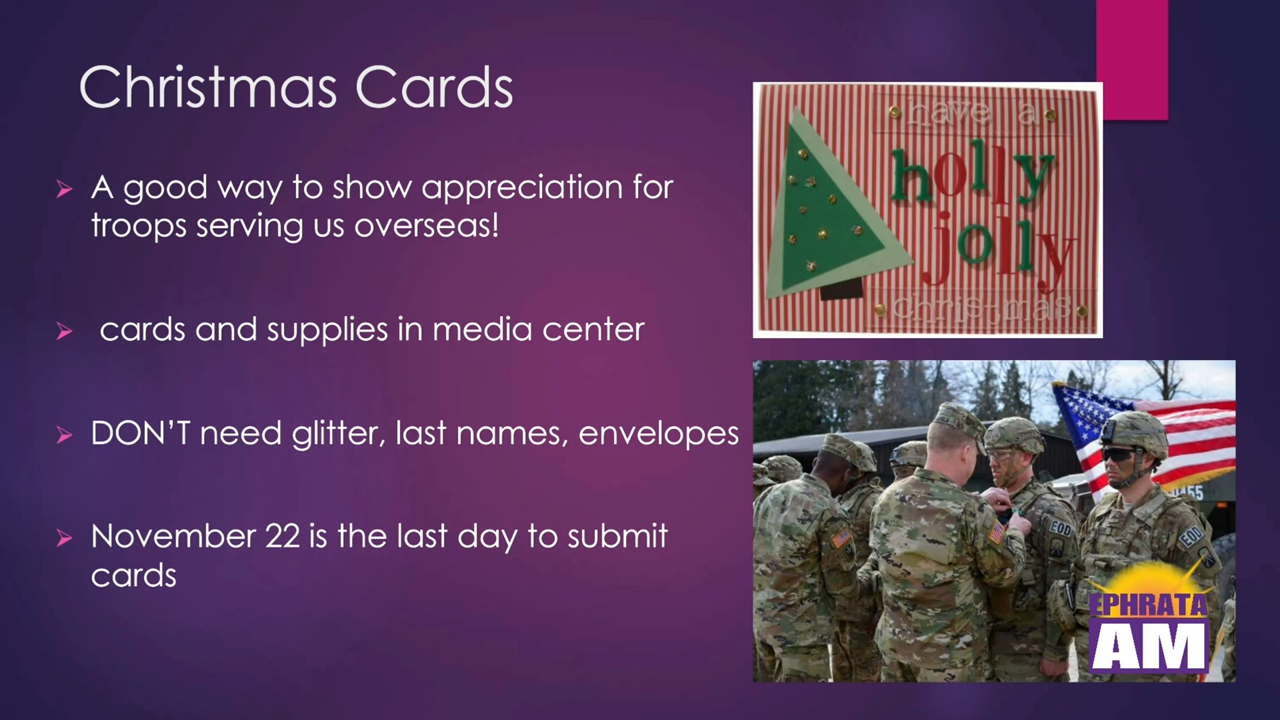 Christmas Cards
A good way to show appreciation for
troops serving us overseas!
cards and supplies in media center
DON'T need glitter, last names, envelopes
November 22 is the last day to submit
cards
have a
holly
jolly
christmas
EOD
EOD
EPHRATA
AM